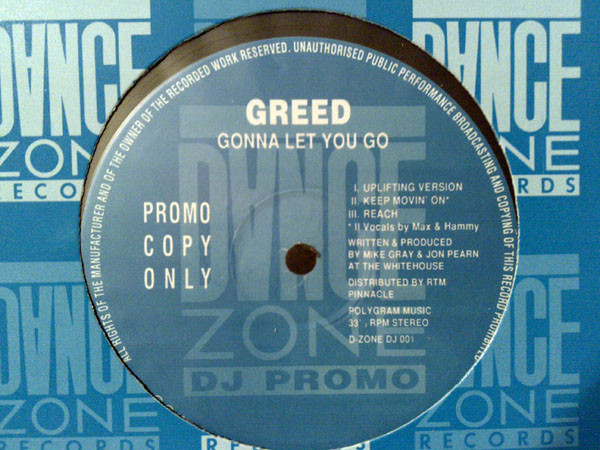 DANCE
ZONE
RECORDS
DANCE
ZONE
RECORDS
DANCE
ZONE
RECORDS
ALL RIGHTS OF THE MANUFACTURER AND OF THE OWNER OF THE RECORDED WORK RESERVED. UNAUTHORISED PUBLIC PERFORMANCE BROADCASTING AND COPYING OF THIS RECORD PROHIBITED
GREED
GONNA LET YOU GO
PROMO
COPY
ONLY
I. UPLIFTING VERSION
II. KEEP MOVIN' ON*
III. REACH
* II Vocals by Max & Hammy
WRITTEN & PRODUCED
BY MIKE GRAY & JON PEARN
AT THE WHITEHOUSE
DISTRIBUTED BY RTM
PINNACLE
POLYGRAM MUSIC
RPM STEREO
D-ZONE DJ 001
DANCE
ZONE
DJ PROMO
DANCE
ZONE
RECORDS
RECORDS
DANCE
ZONE
RECORDS